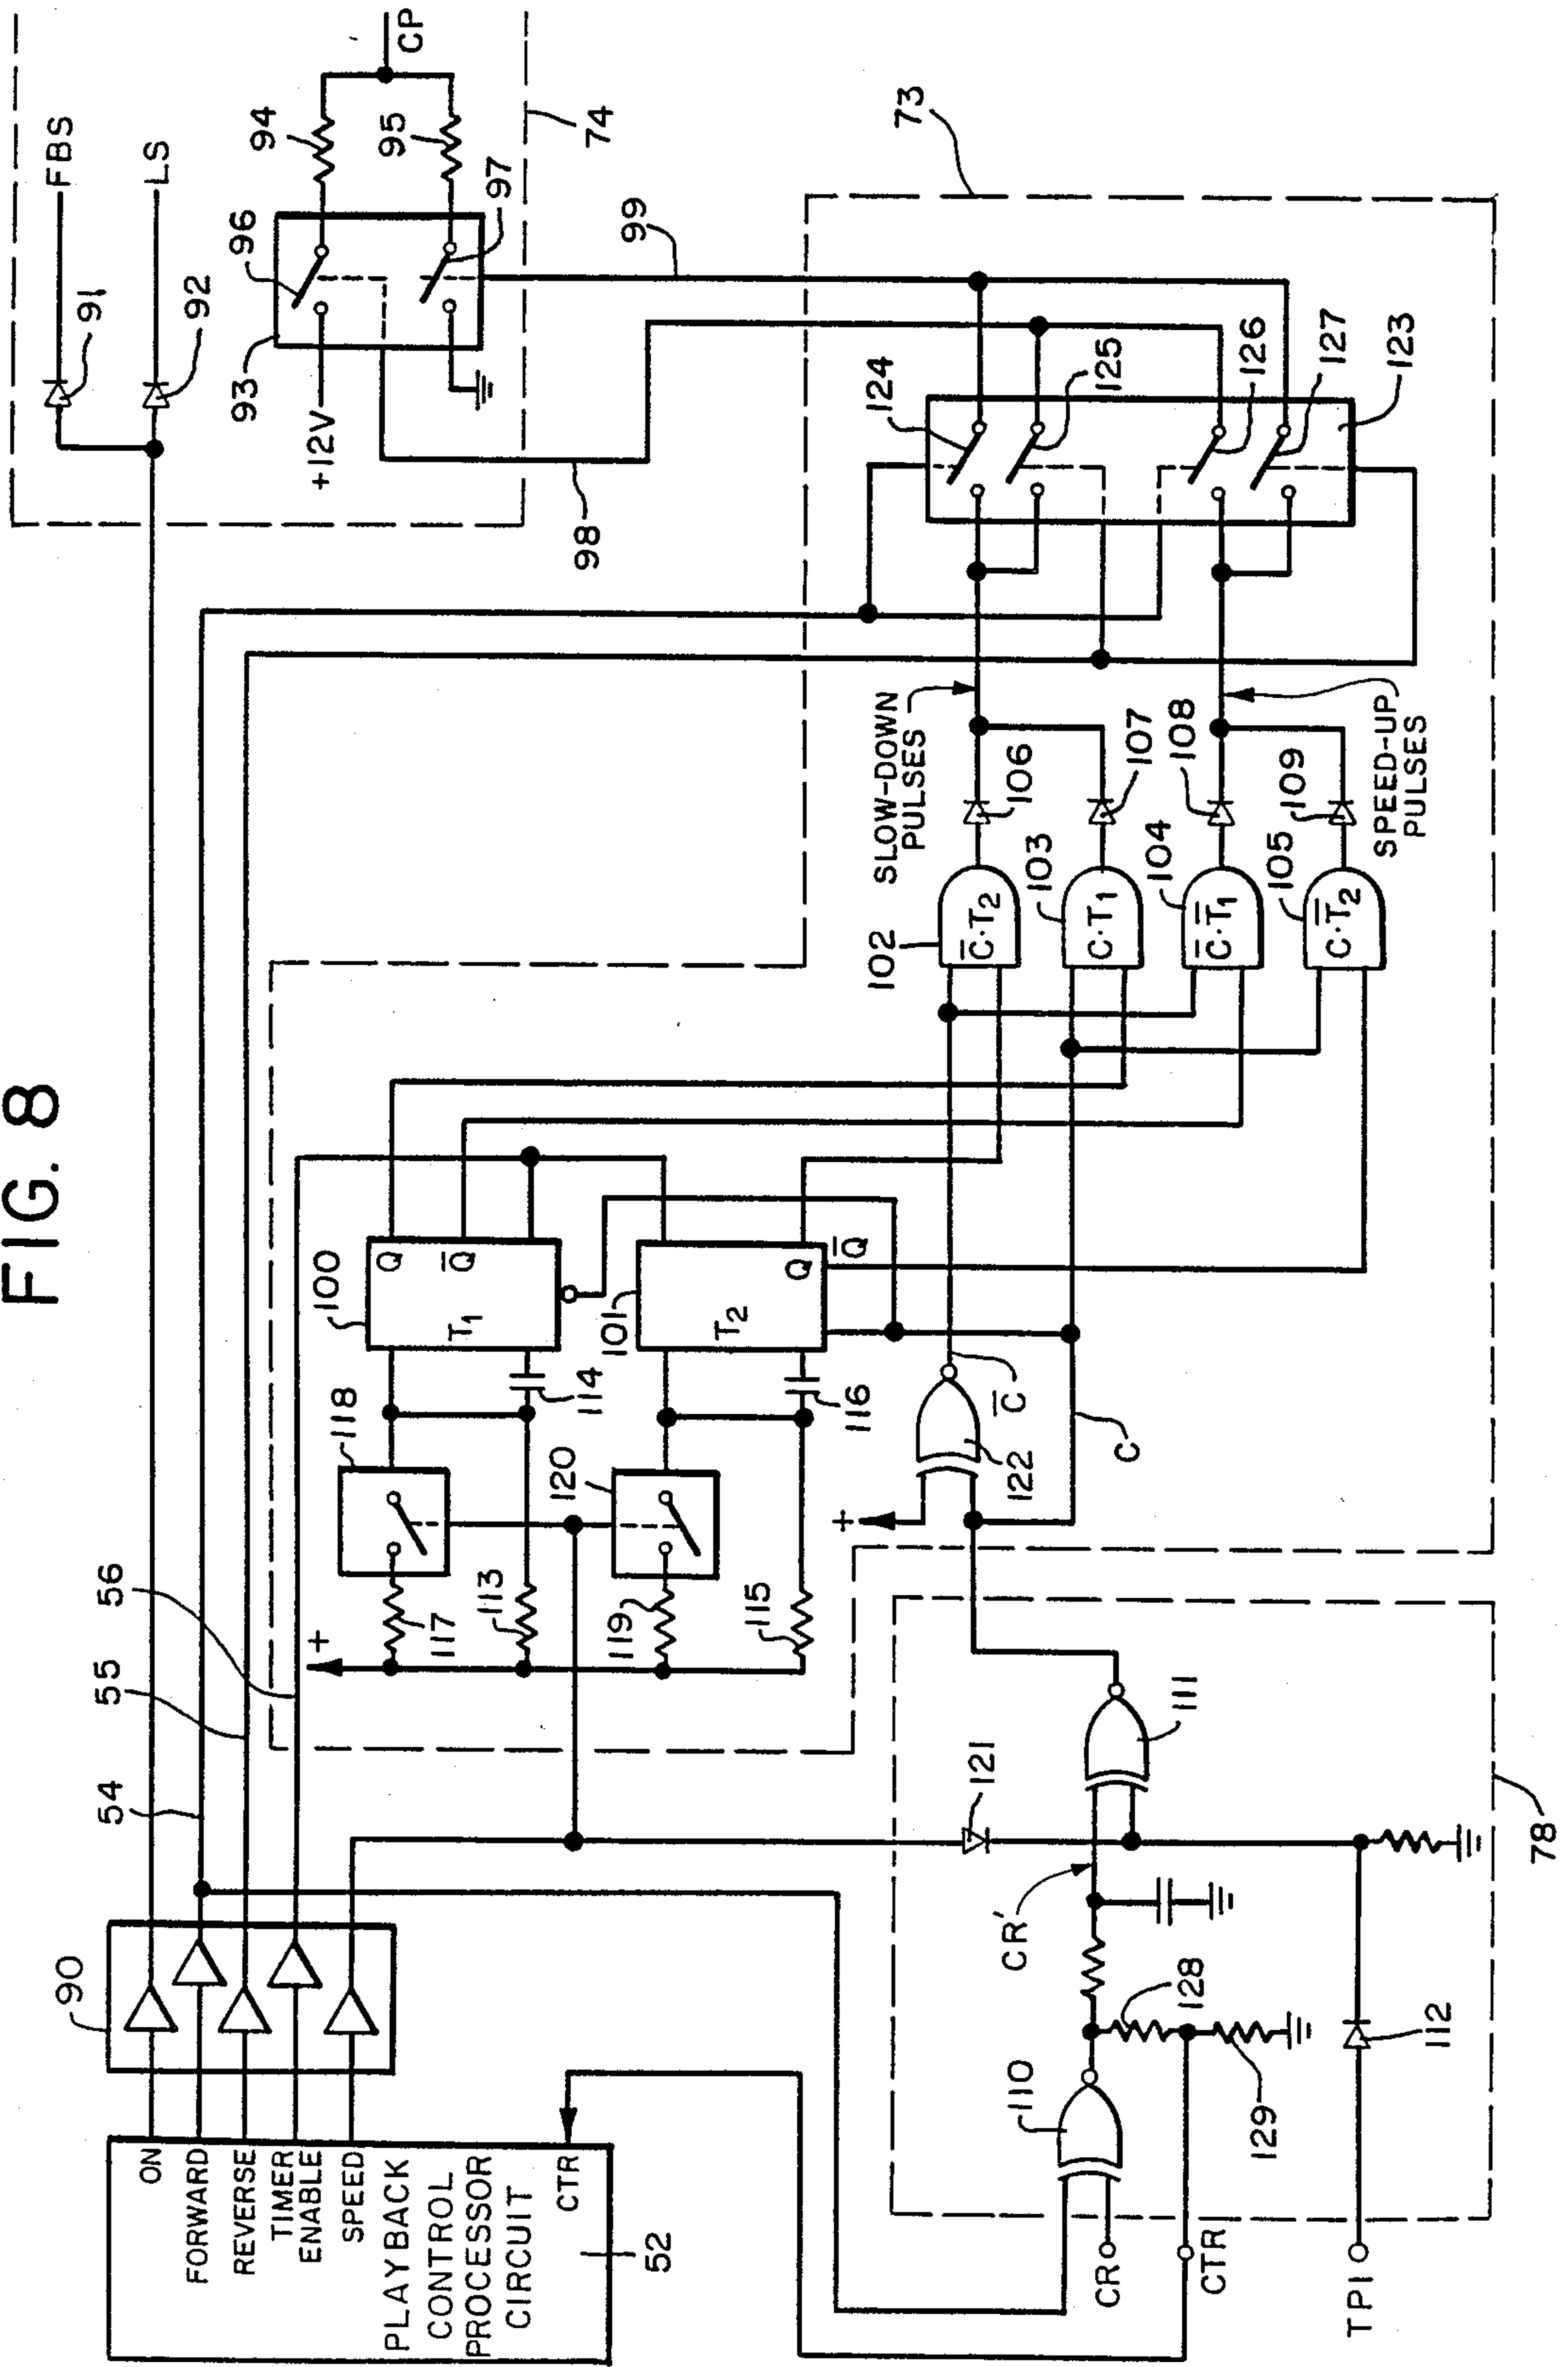 FIG. 8
ON
FORWARD
REVERSE
TIMER
ENABLE
SPEED
PLAYBACK
CONTROL
PROCESSOR
CIRCUIT
CTR
52
90
54
55
56
FBS
LS
91
92
93
+12V
96
94
95
97
CP
74
98
99
73
100
Q
Q̅
T₁
101
T₂
Q
Q̅
118
117
113
114
120
119
115
116
+
+
122
C̅
C
102
C̅·T₂
103
C·T₁
104
C̅·T̅₁
105
C·T̅₂
106
107
108
109
SLOW-DOWN
PULSES
SPEED-UP
PULSES
124
125
126
127
123
121
111
CR'
110
128
129
112
CR
CTR
TP1
78